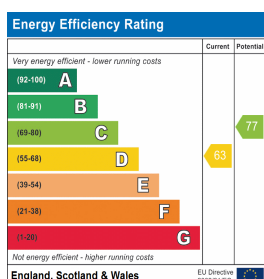 Energy Efficiency Rating
Current Potential
Very energy efficient - lower running costs
(92-100) A
(81-91) B
(69-80) C
77
(55-68) D
63
(39-54) E
(21-38) F
(1-20) G
Not energy efficient - higher running costs
England, Scotland & Wales
EU Directive